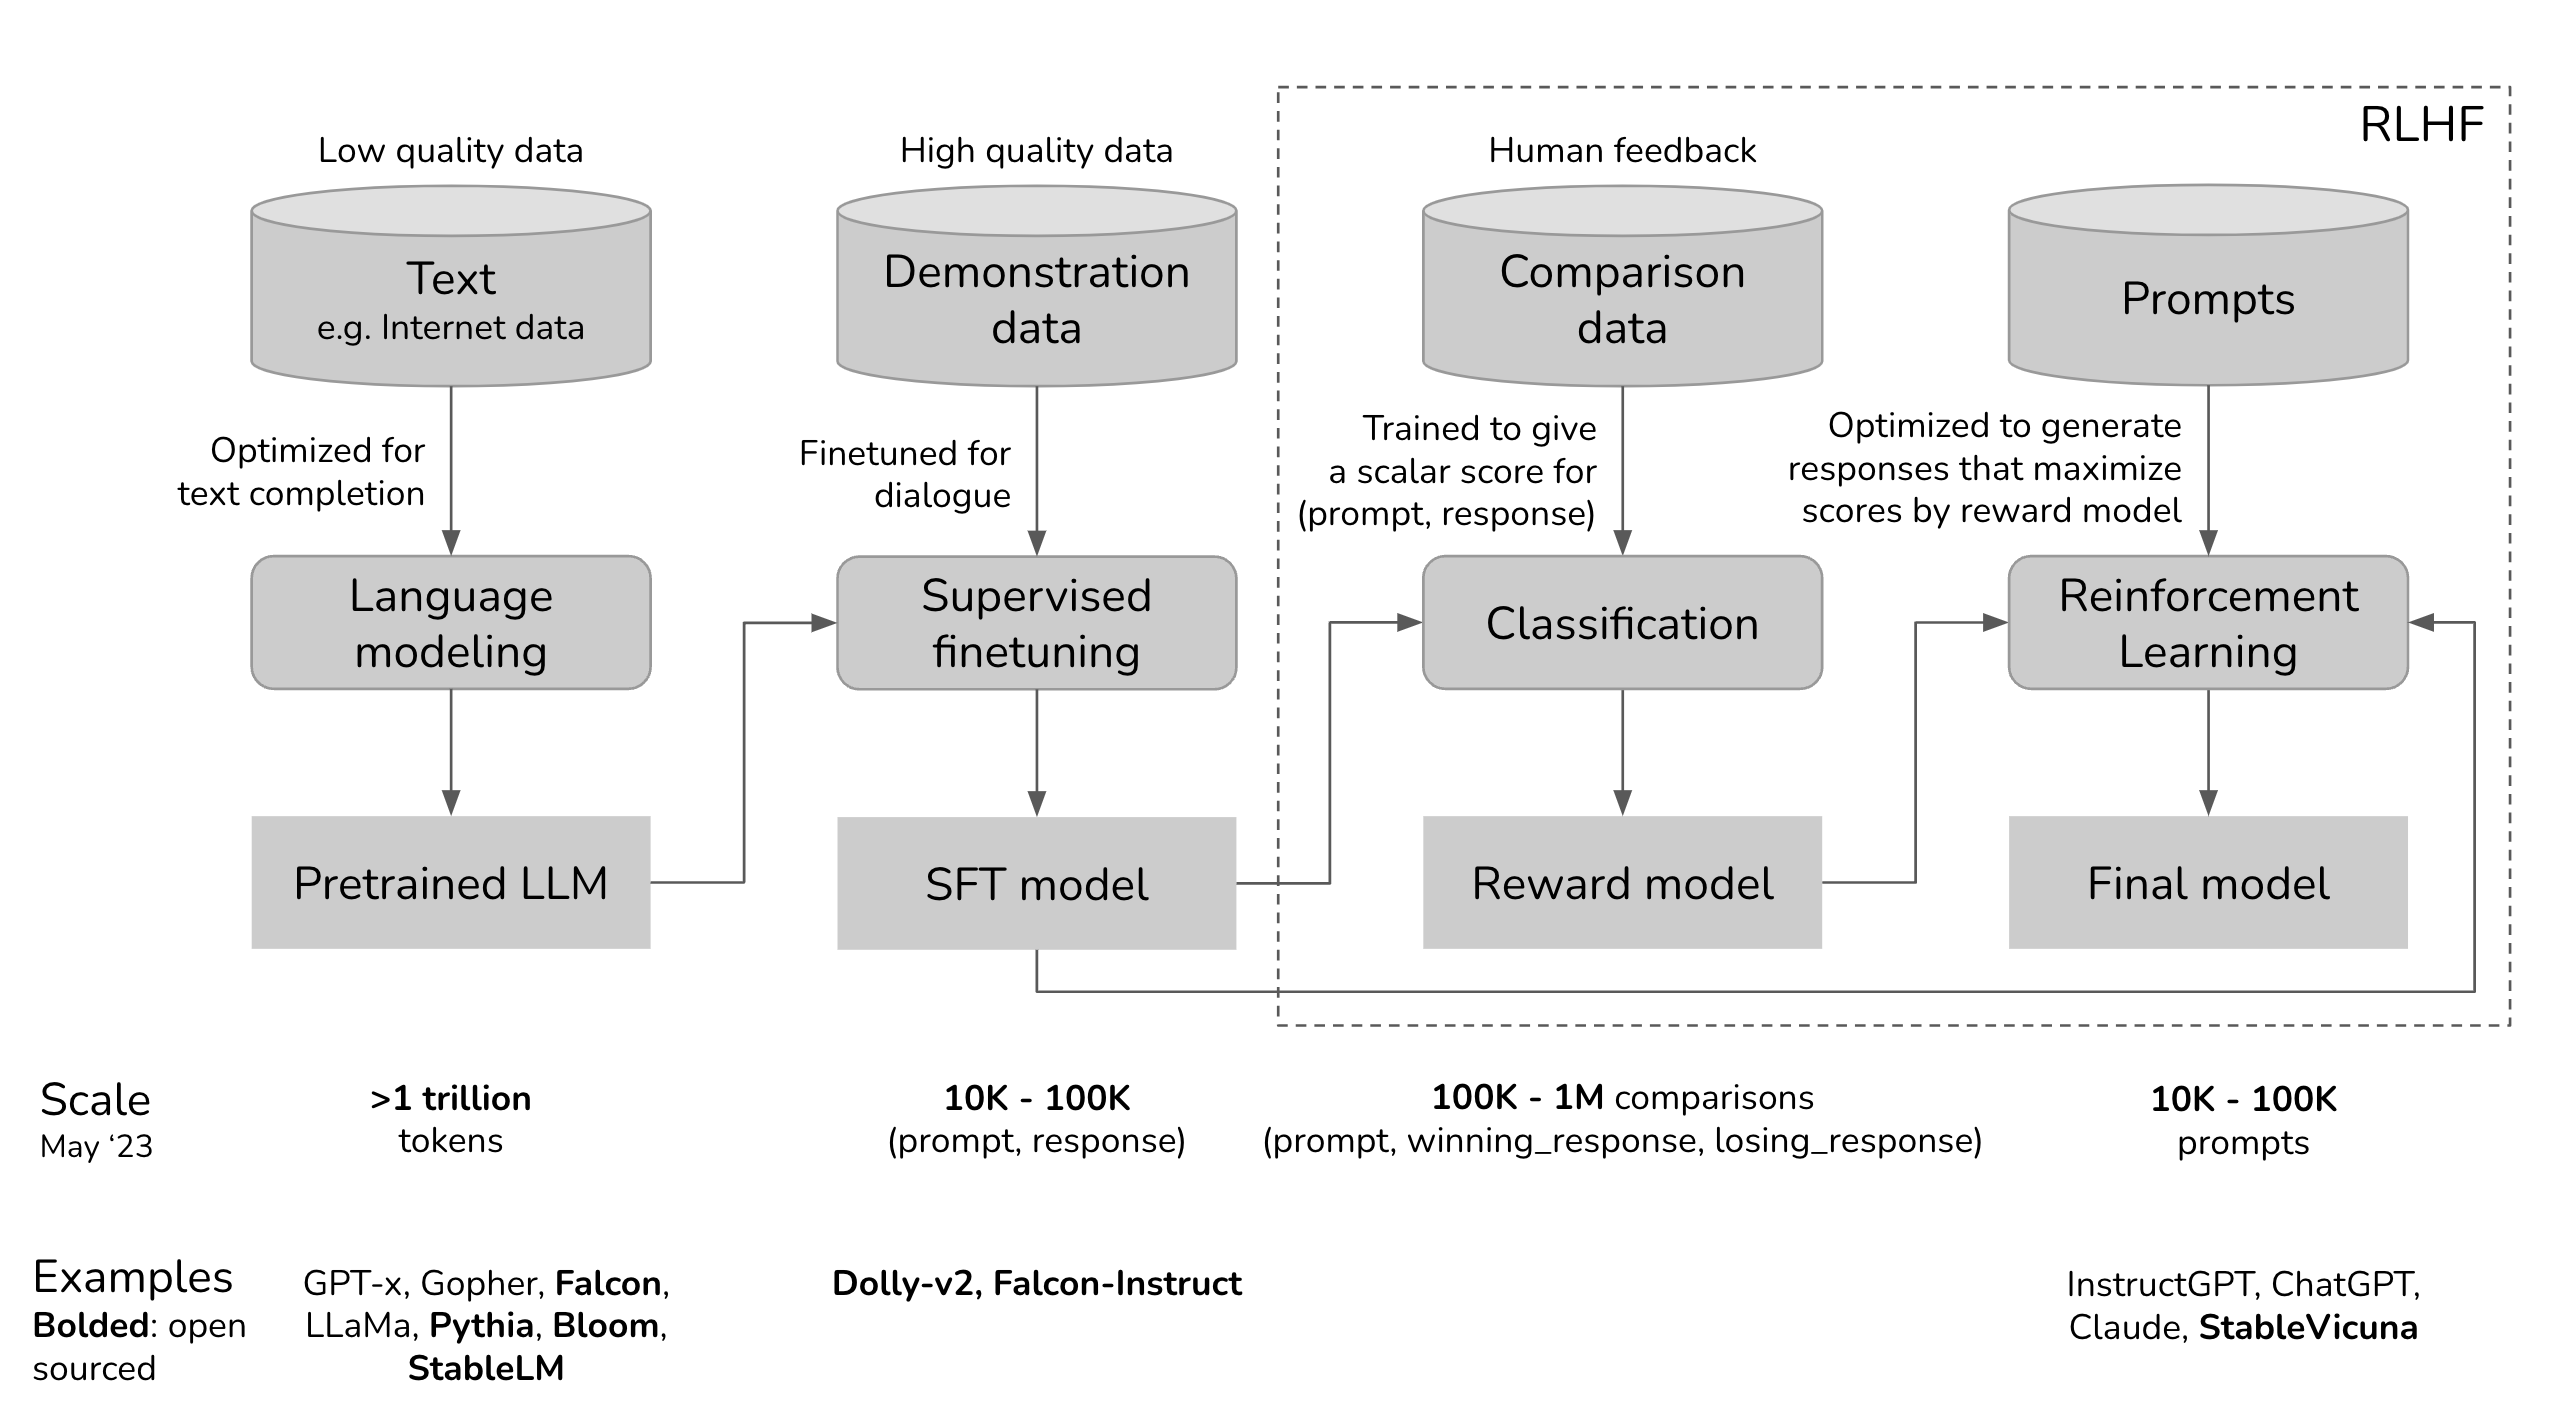 RLHF
Low quality data
Text
e.g. Internet data
Optimized for
text completion
Language
modeling
Pretrained LLM
High quality data
Demonstration
data
Finetuned for
dialogue
Supervised
finetuning
SFT model
Human feedback
Comparison
data
Trained to give
a scalar score for
(prompt, response)
Classification
Reward model
Prompts
Optimized to generate
responses that maximize
scores by reward model
Reinforcement
Learning
Final model
Scale
May ‘23
>1 trillion
tokens
10K - 100K
(prompt, response)
100K - 1M comparisons
(prompt, winning_response, losing_response)
10K - 100K
prompts
Examples
Bolded: open
sourced
GPT-x, Gopher, Falcon,
LLaMa, Pythia, Bloom,
StableLM
Dolly-v2, Falcon-Instruct
InstructGPT, ChatGPT,
Claude, StableVicuna